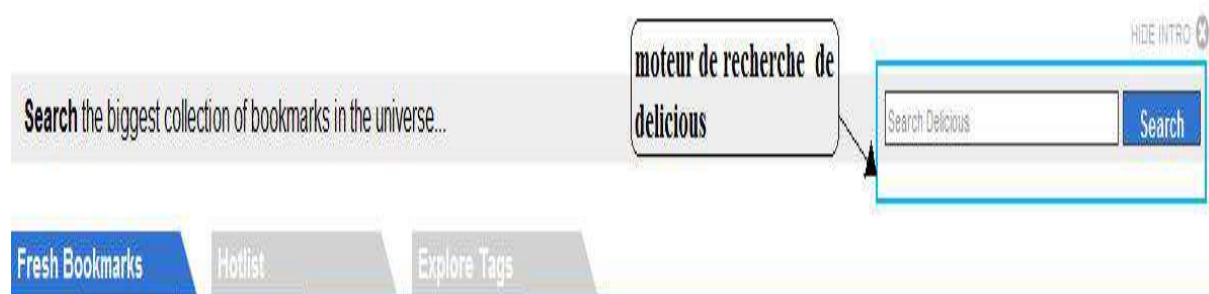 HIDE INTRO
moteur de recherche de
delicious
Search the biggest collection of bookmarks in the universe...
Search Delicious
Search
Fresh Bookmarks
Hotlist
Explore Tags